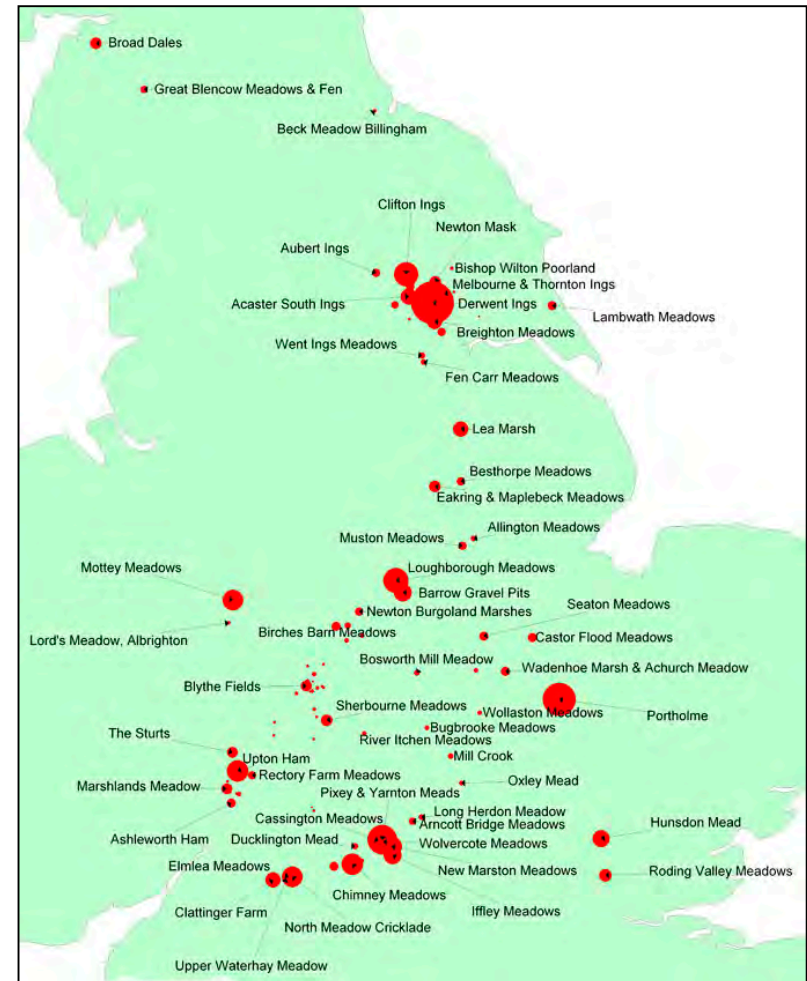 Broad Dales
Great Blencow Meadows & Fen
Beck Meadow Billingham
Clifton Ings
Newton Mask
Aubert Ings
Bishop Wilton Poorland
Melbourne & Thornton Ings
Acaster South Ings
Derwent Ings
Lambwath Meadows
Breighton Meadows
Went Ings Meadows
Fen Carr Meadows
Lea Marsh
Besthorpe Meadows
Eakring & Maplebeck Meadows
Allington Meadows
Muston Meadows
Loughborough Meadows
Mottey Meadows
Barrow Gravel Pits
Seaton Meadows
Newton Burgoland Marshes
Lord's Meadow, Albrighton
Birches Barn Meadows
Castor Flood Meadows
Bosworth Mill Meadow
Wadenhoe Marsh & Achurch Meadow
Blythe Fields
Sherbourne Meadows
Wollaston Meadows
Portholme
Bugbrooke Meadows
The Sturts
River Itchen Meadows
Upton Ham
Mill Crook
Rectory Farm Meadows
Marshlands Meadow
Pixey & Yarnton Meads
Oxley Mead
Long Herdon Meadow
Cassington Meadows
Arncott Bridge Meadows
Hunsdon Mead
Ashleworth Ham
Ducklington Mead
Wolvercote Meadows
Elmlea Meadows
New Marston Meadows
Roding Valley Meadows
Chimney Meadows
Clattinger Farm
Iffley Meadows
North Meadow Cricklade
Upper Waterhay Meadow